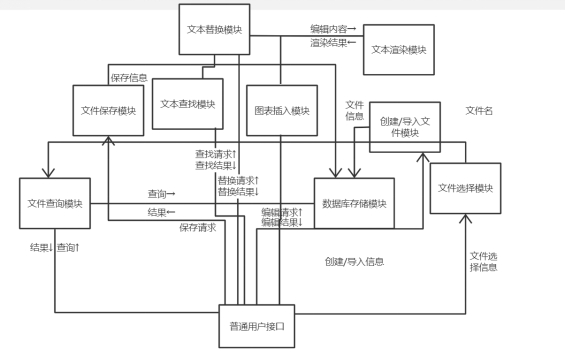 文本替换模块
编辑内容→
渲染结果←
文本渲染模块
保存信息
文件保存模块
文本查找模块
图表插入模块
文件
信息
创建/导入文
件模块
文件名
查找请求↑
查找结果↓
替换请求↑
替换结果↓
文件查询模块
查询→
结果←
数据库存储模块
文件选择模块
编辑请求↑
编辑结果↓
保存请求
结果↓ 查询↑
创建/导入信息
文件选
择信息
普通用户接口